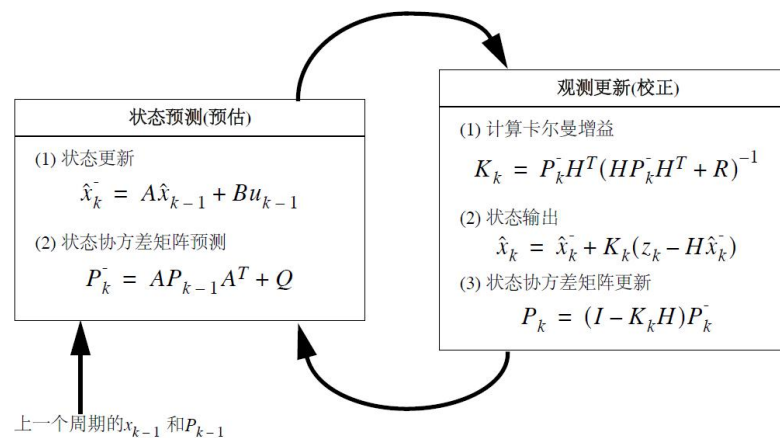 状态预测(预估)
(1) 状态更新
x̂ₖ⁻ = Ax̂ₖ₋₁ + Buₖ₋₁
(2) 状态协方差矩阵预测
Pₖ⁻ = APₖ₋₁Aᵀ + Q
上一个周期的xₖ₋₁ 和Pₖ₋₁
观测更新(校正)
(1) 计算卡尔曼增益
Kₖ = Pₖ⁻Hᵀ(HPₖ⁻Hᵀ + R)⁻¹
(2) 状态输出
x̂ₖ = x̂ₖ⁻ + Kₖ(zₖ – Hx̂ₖ⁻)
(3) 状态协方差矩阵更新
Pₖ = (I – KₖH)Pₖ⁻